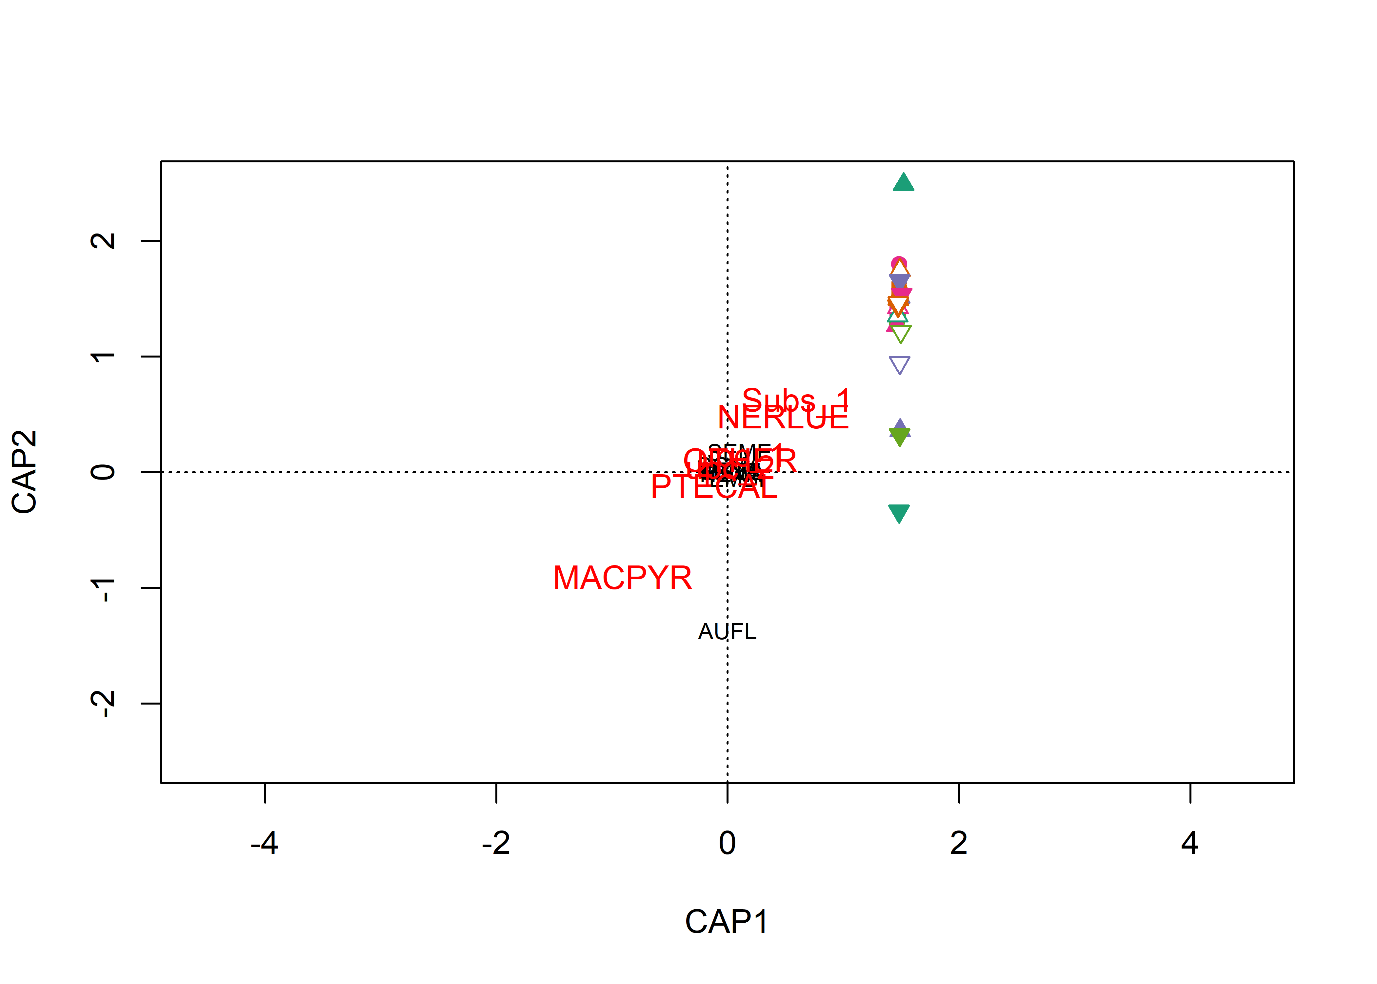 2
1
0
-1
-2
CAP2
Subs_1
NERLUE
SEME
PTECAL
MACPYR
AUFL
-4
-2
0
2
4
CAP1